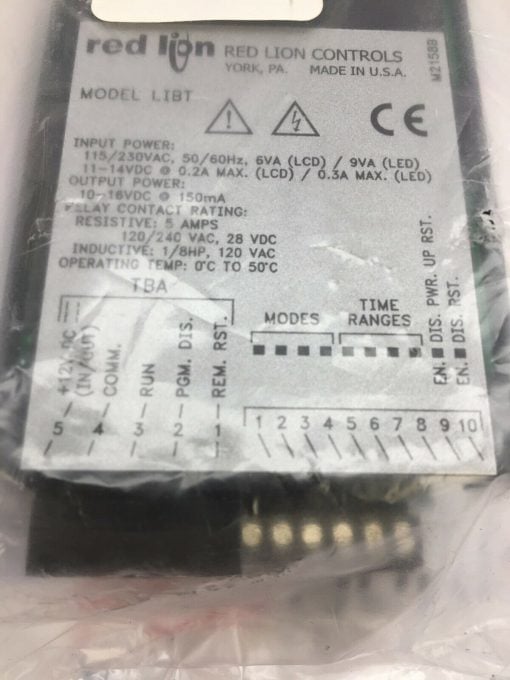 red lion RED LION CONTROLS
YORK, PA. MADE IN U.S.A.
M2158B
MODEL LIBT
CE
INPUT POWER:
115/230VAC, 50/60Hz, 6VA (LCD) / 9VA (LED)
11-14VDC @ 0.2A MAX. (LCD) / 0.3A MAX. (LED)
OUTPUT POWER:
10-16VDC @ 150mA
RELAY CONTACT RATING:
RESISTIVE: 5 AMPS
120/240 VAC, 28 VDC
INDUCTIVE: 1/8HP, 120 VAC
OPERATING TEMP: 0°C TO 50°C
TBA
+12V DC (IN/OUT)
COMM.
RUN
PGM. DIS.
REM. RST.
5 4 3 2 1
MODES
TIME RANGES
EN. DIS. PWR. UP RST.
EN. DIS. RST.
1 2 3 4 5 6 7 8 9 10